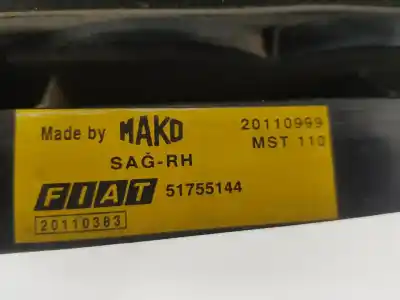 Made by MAKO 20110999
SAĞ-RH MST 110
FIAT 51755144
20110383